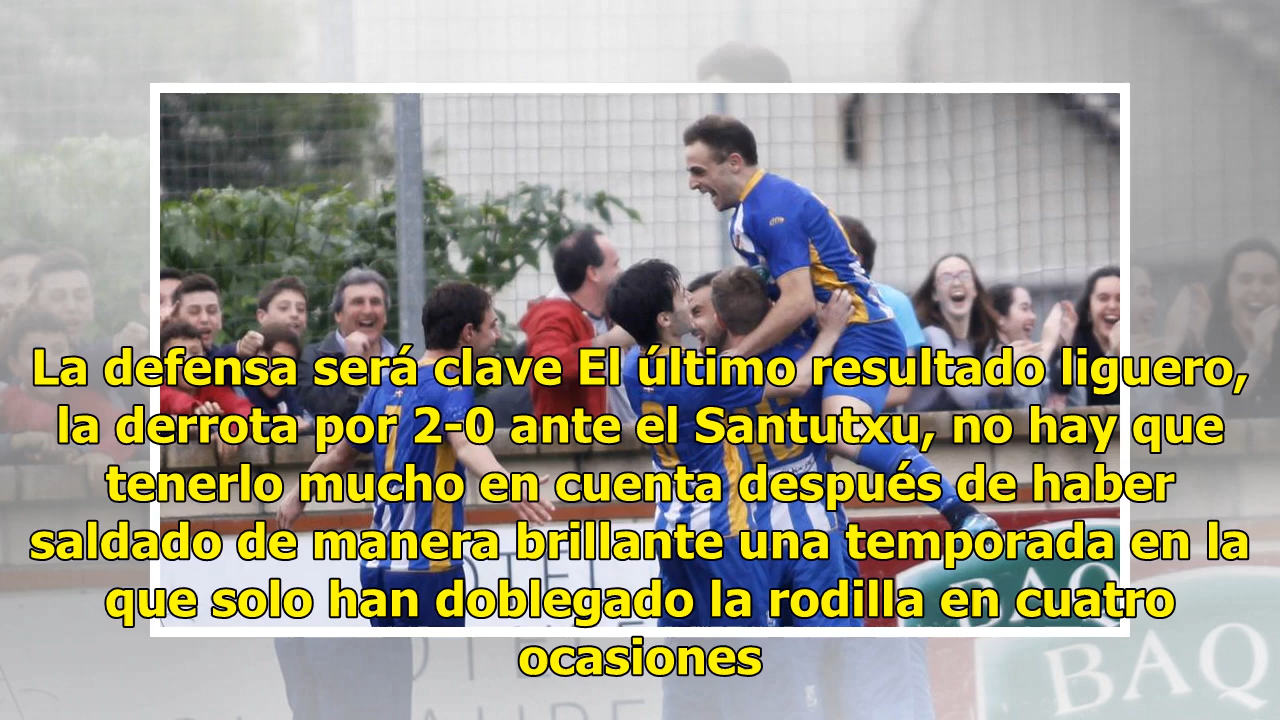 La defensa será clave El último resultado liguero,
la derrota por 2-0 ante el Santutxu, no hay que
tenerlo mucho en cuenta después de haber
saldado de manera brillante una temporada en la
que solo han doblegado la rodilla en cuatro
ocasiones
BAQ
BAQ